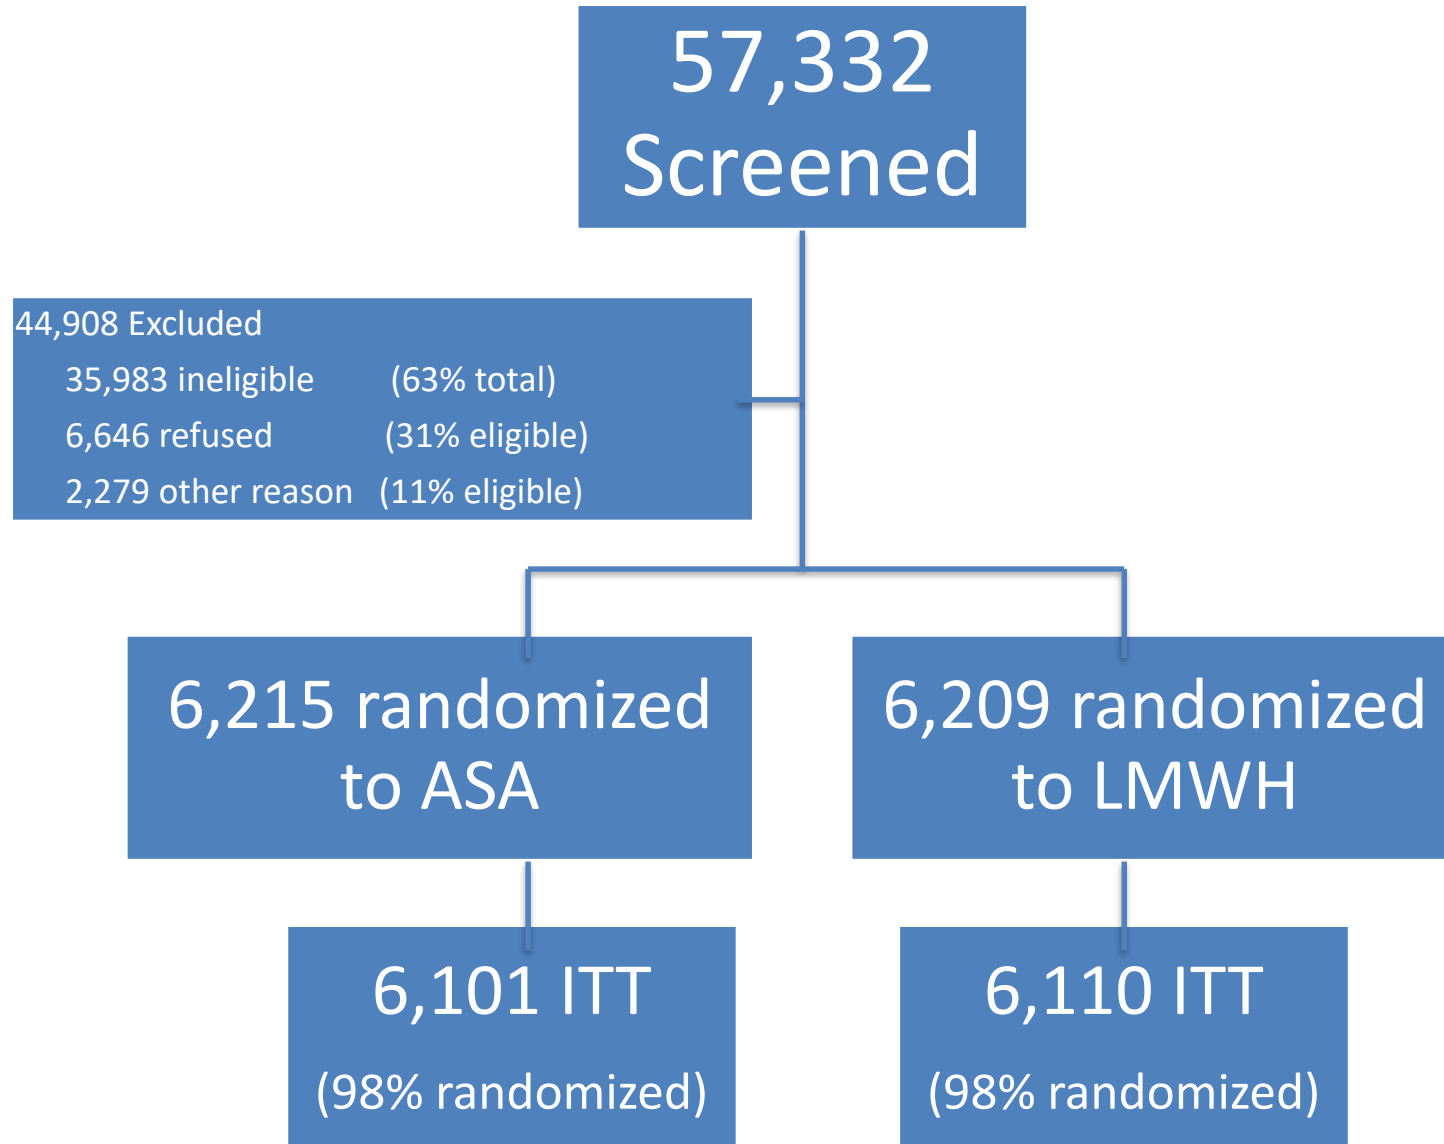 57,332
Screened
44,908 Excluded
35,983 ineligible (63% total)
6,646 refused (31% eligible)
2,279 other reason (11% eligible)
6,215 randomized
to ASA
6,209 randomized
to LMWH
6,101 ITT
(98% randomized)
6,110 ITT
(98% randomized)